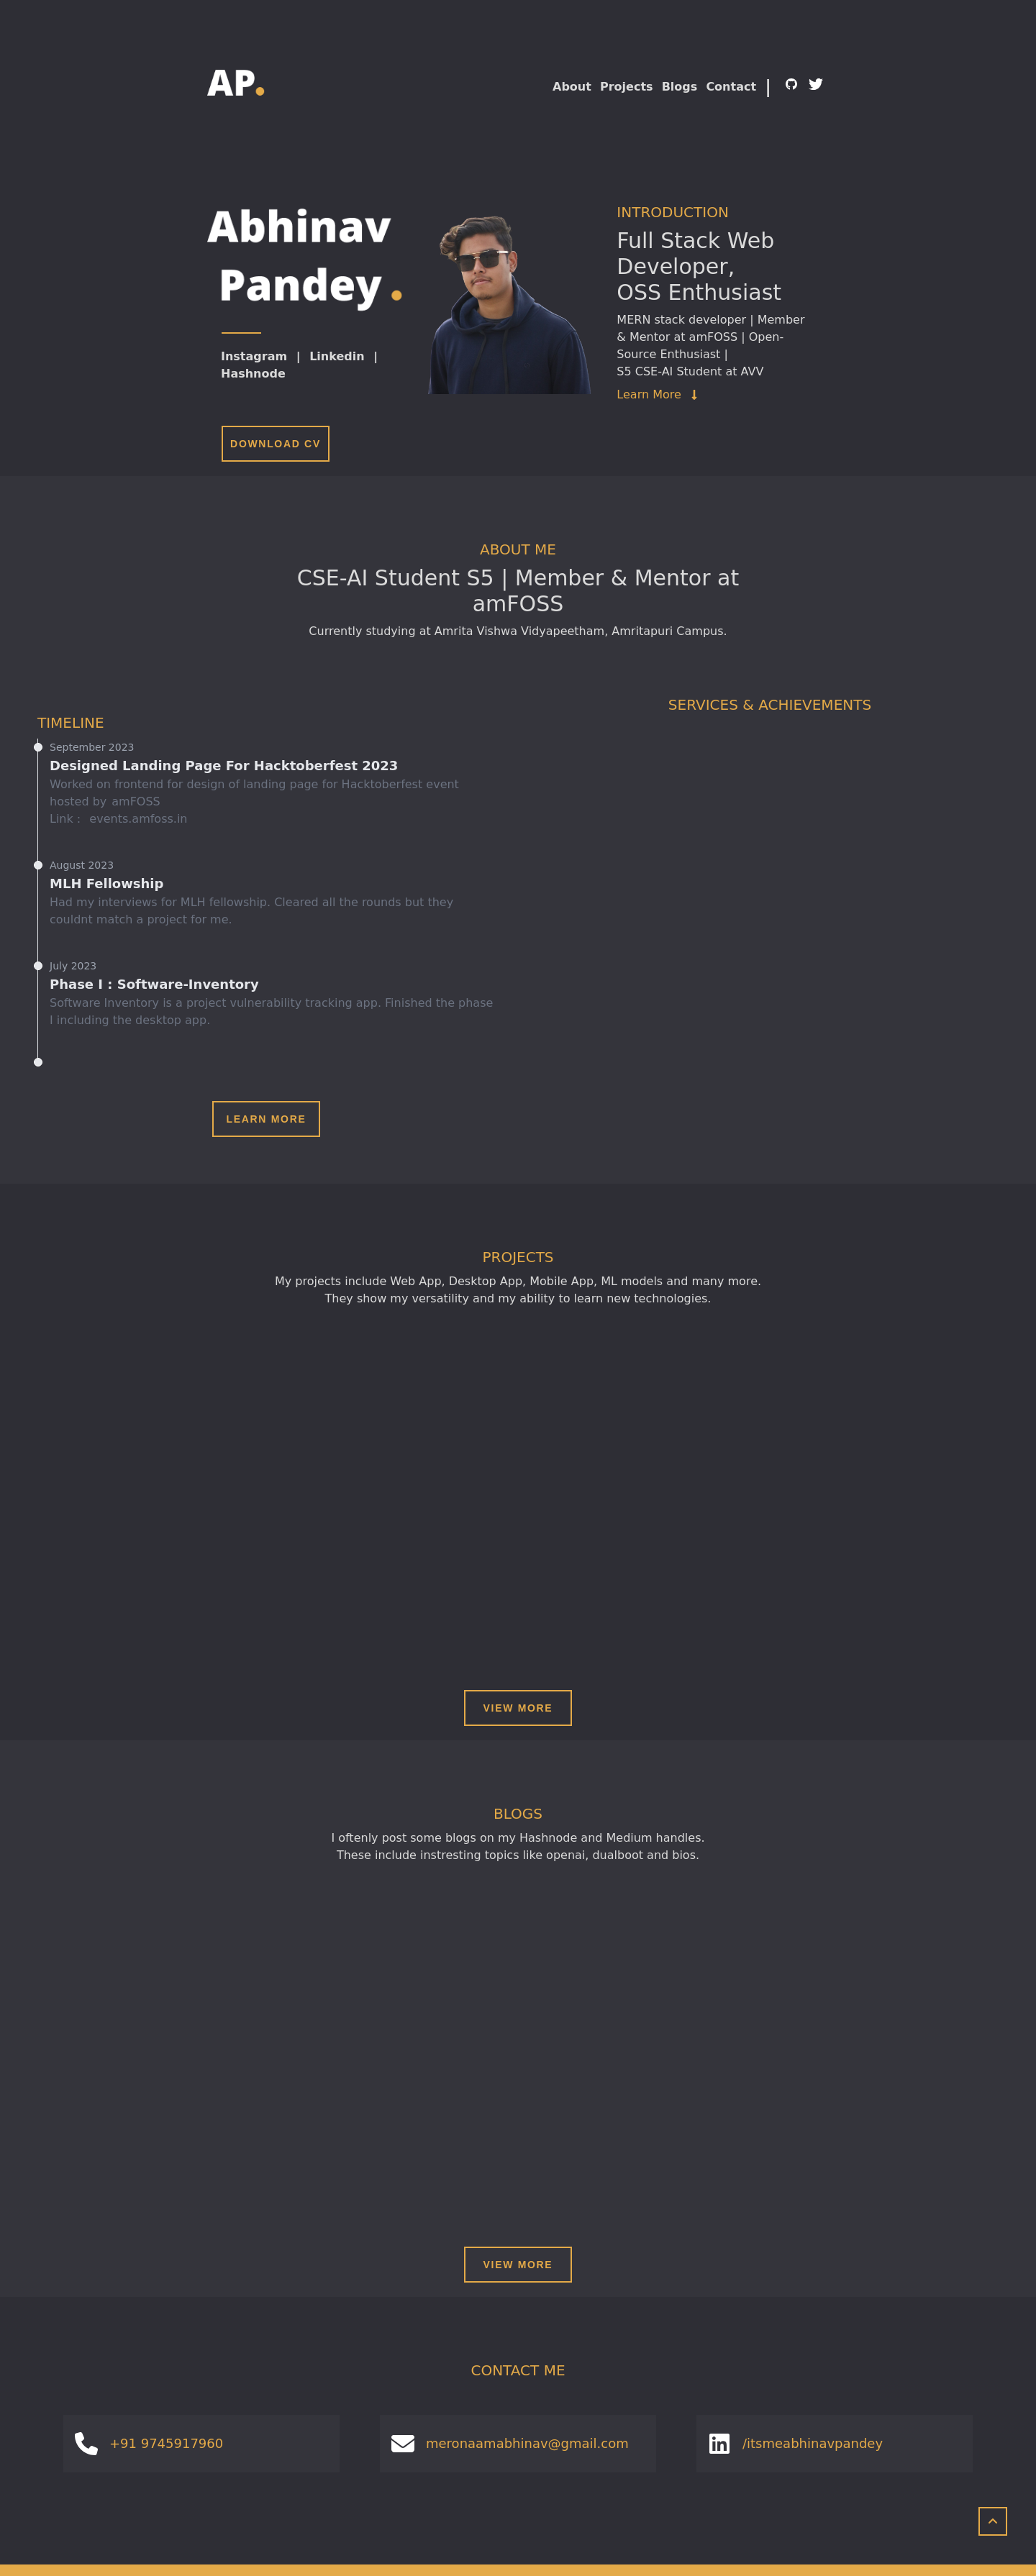 AP.
About Projects Blogs Contact |
Abhinav
Pandey.
Instagram | Linkedin |
Hashnode
DOWNLOAD CV
INTRODUCTION
Full Stack Web
Developer,
OSS Enthusiast
MERN stack developer | Member
& Mentor at amFOSS | Open-
Source Enthusiast |
S5 CSE-AI Student at AVV
Learn More
ABOUT ME
CSE-AI Student S5 | Member & Mentor at
amFOSS
Currently studying at Amrita Vishwa Vidyapeetham, Amritapuri Campus.
TIMELINE
September 2023
Designed Landing Page For Hacktoberfest 2023
Worked on frontend for design of landing page for Hacktoberfest event
hosted by amFOSS
Link : events.amfoss.in
August 2023
MLH Fellowship
Had my interviews for MLH fellowship. Cleared all the rounds but they
couldnt match a project for me.
July 2023
Phase I : Software-Inventory
Software Inventory is a project vulnerability tracking app. Finished the phase
I including the desktop app.
LEARN MORE
SERVICES & ACHIEVEMENTS
PROJECTS
My projects include Web App, Desktop App, Mobile App, ML models and many more.
They show my versatility and my ability to learn new technologies.
VIEW MORE
BLOGS
I oftenly post some blogs on my Hashnode and Medium handles.
These include instresting topics like openai, dualboot and bios.
VIEW MORE
CONTACT ME
+91 9745917960
meronaamabhinav@gmail.com
/itsmeabhinavpandey